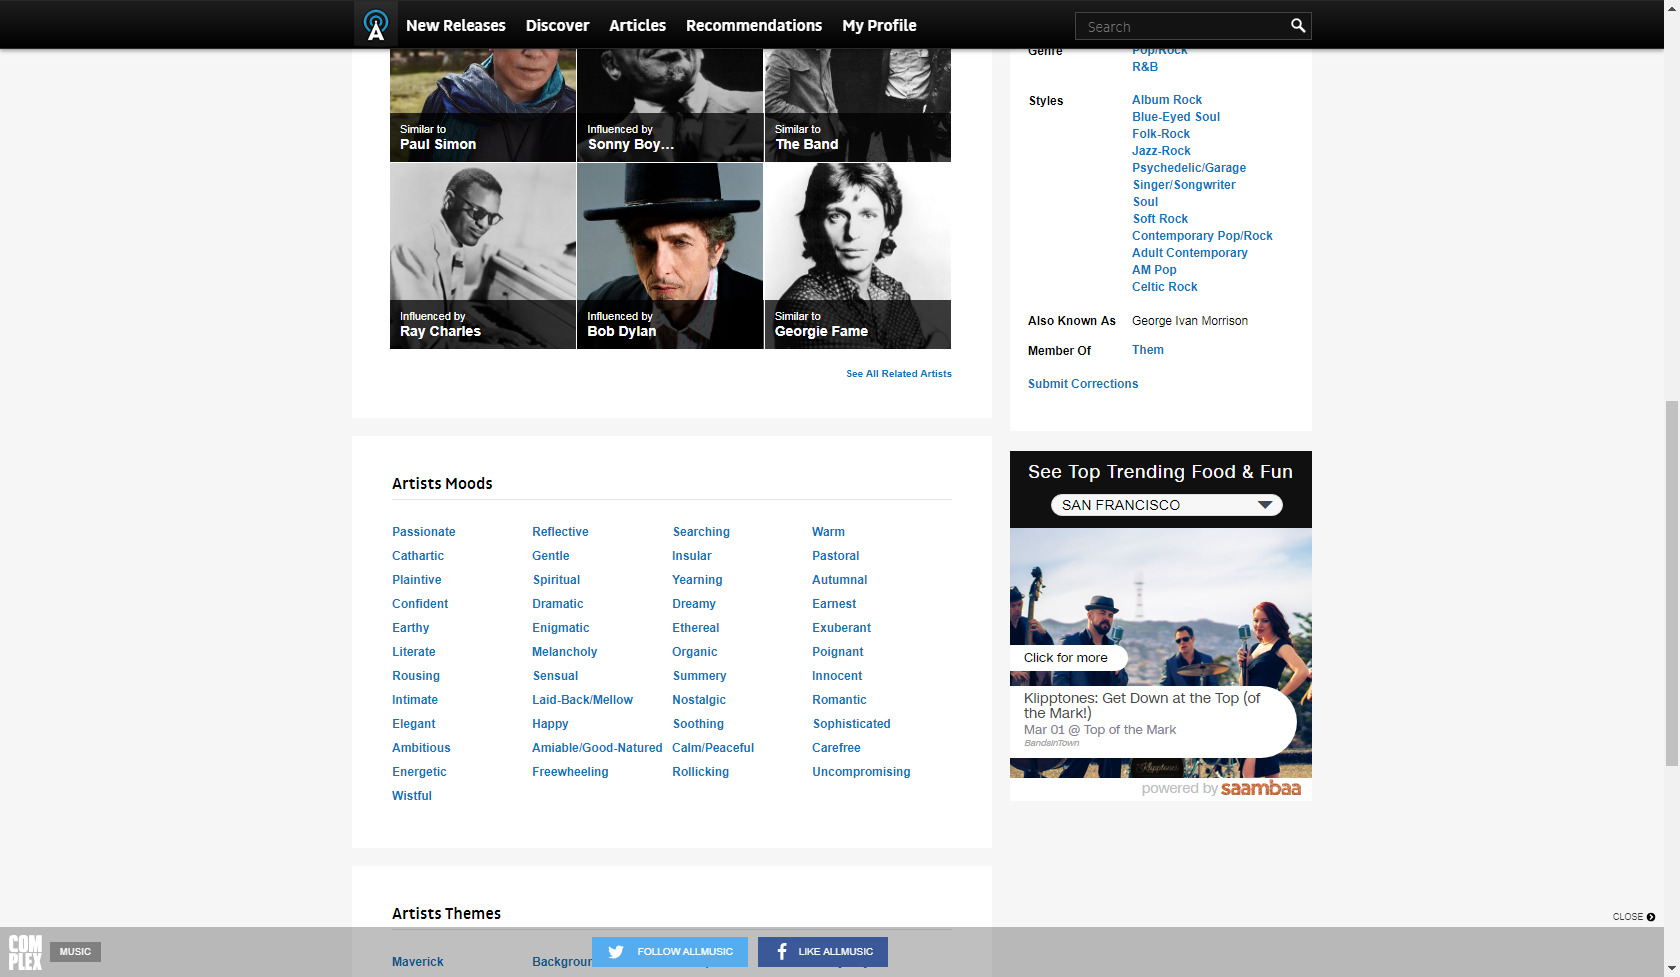 New Releases
Discover
Articles
Recommendations
My Profile
Search
Similar to
Paul Simon
Influenced by
Sonny Boy...
Similar to
The Band
Influenced by
Ray Charles
Influenced by
Bob Dylan
Similar to
Georgie Fame
See All Related Artists
Genre
Pop/Rock
R&B
Styles
Album Rock
Blue-Eyed Soul
Folk-Rock
Jazz-Rock
Psychedelic/Garage
Singer/Songwriter
Soul
Soft Rock
Contemporary Pop/Rock
Adult Contemporary
AM Pop
Celtic Rock
Also Known As
George Ivan Morrison
Member Of
Them
Submit Corrections
Artists Moods
Passionate
Reflective
Searching
Warm
Cathartic
Gentle
Insular
Pastoral
Plaintive
Spiritual
Yearning
Autumnal
Confident
Dramatic
Dreamy
Earnest
Earthy
Enigmatic
Ethereal
Exuberant
Literate
Melancholy
Organic
Poignant
Rousing
Sensual
Summery
Innocent
Intimate
Laid-Back/Mellow
Nostalgic
Romantic
Elegant
Happy
Soothing
Sophisticated
Ambitious
Amiable/Good-Natured
Calm/Peaceful
Carefree
Energetic
Freewheeling
Rollicking
Uncompromising
Wistful
See Top Trending Food & Fun
SAN FRANCISCO
Click for more
Klipptones: Get Down at the Top (of
the Mark!)
Mar 01 @ Top of the Mark
BandsInTown
Klipptones
powered by saambaa
Artists Themes
Maverick
CLOSE
COM
PLEX
MUSIC
FOLLOW ALLMUSIC
LIKE ALLMUSIC